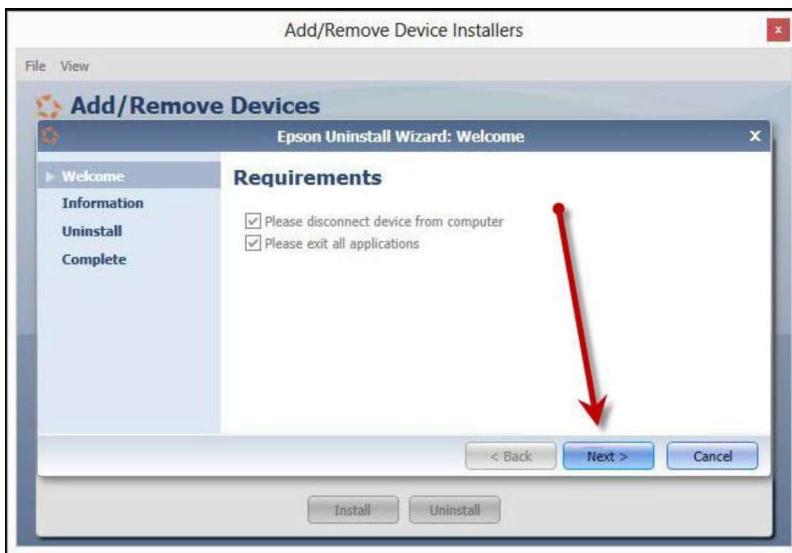 Add/Remove Device Installers
x
File View
Add/Remove Devices
Epson Uninstall Wizard: Welcome
x
Welcome
Information
Uninstall
Complete
Requirements
Please disconnect device from computer
Please exit all applications
< Back Next > Cancel
Install Uninstall